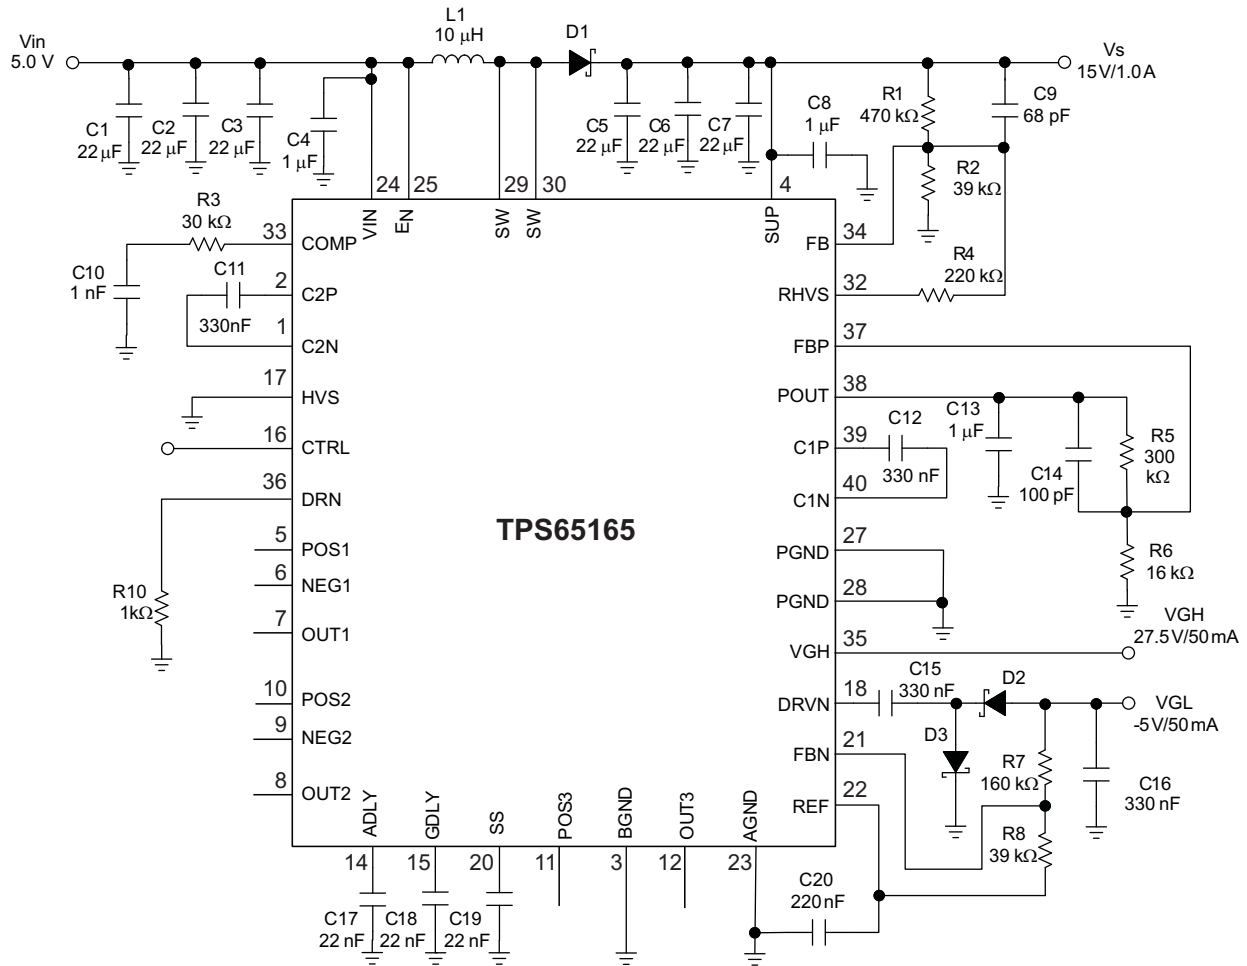 L1
10 µH
D1
Vin
5.0 V
Vs
15V/1.0A
C1
22 µF
C2
22 µF
C3
22 µF
C4
1 µF
C5
22 µF
C6
22 µF
C7
22 µF
C8
1 µF
R1
470 kΩ
C9
68 pF
R2
39 kΩ
24
25
29
30
4
VIN
EN
SW
SW
SUP
R3
30 kΩ
33
COMP
C10
1 nF
C11
330nF
2
C2P
1
C2N
17
HVS
16
CTRL
36
DRN
R10
1kΩ
5
POS1
6
NEG1
7
OUT1
10
POS2
9
NEG2
8
OUT2
TPS65165
34
FB
R4
220 kΩ
32
RHVS
37
FBP
38
POUT
C13
1 µF
C12
330 nF
39
C1P
40
C1N
C14
100 pF
R5
300
kΩ
27
PGND
28
PGND
R6
16 kΩ
VGH
27.5V/50 mA
35
VGH
C15
330 nF
D2
18
DRVN
VGL
-5V/50mA
D3
21
FBN
R7
160 kΩ
C16
330 nF
22
REF
R8
39 kΩ
ADLY
GDLY
SS
POS3
BGND
OUT3
AGND
14
15
20
11
3
12
23
C17
22 nF
C18
22 nF
C19
22 nF
C20
220 nF